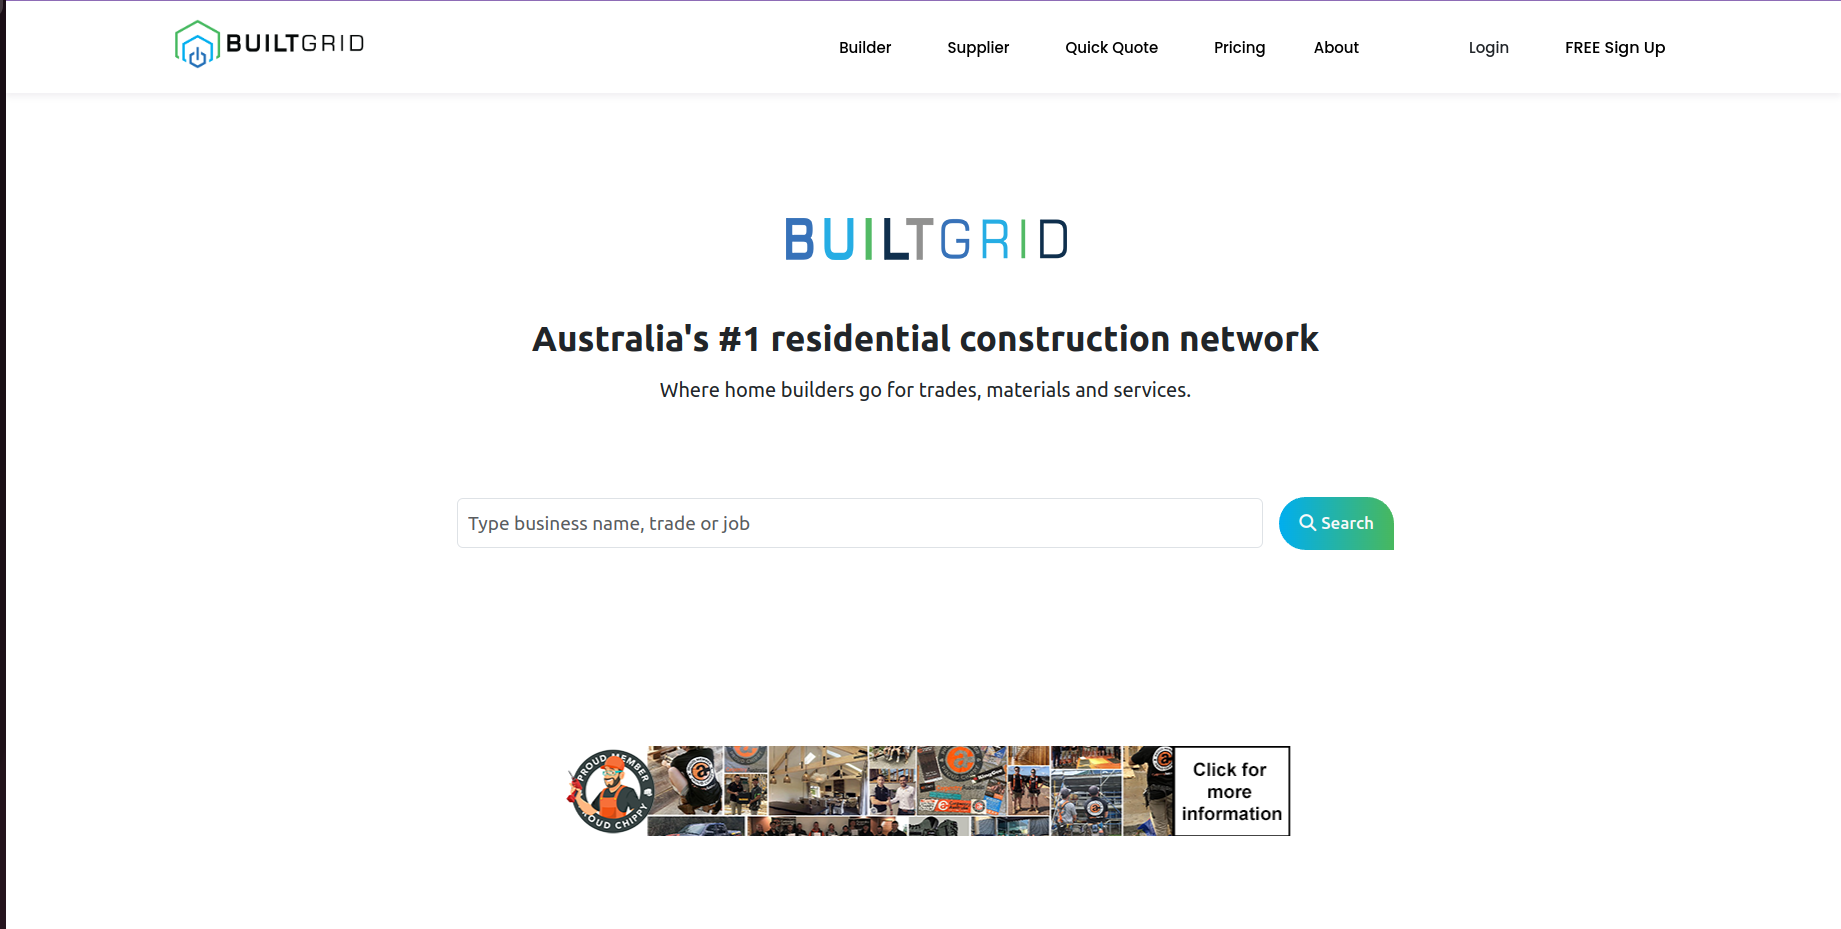 BUILTGRID
Builder
Supplier
Quick Quote
Pricing
About
Login
FREE Sign Up
BUILTGRID
Australia's #1 residential construction network
Where home builders go for trades, materials and services.
Type business name, trade or job
Search
PROUD MEMBER
PROUD CHIPPY
Click for
more
information